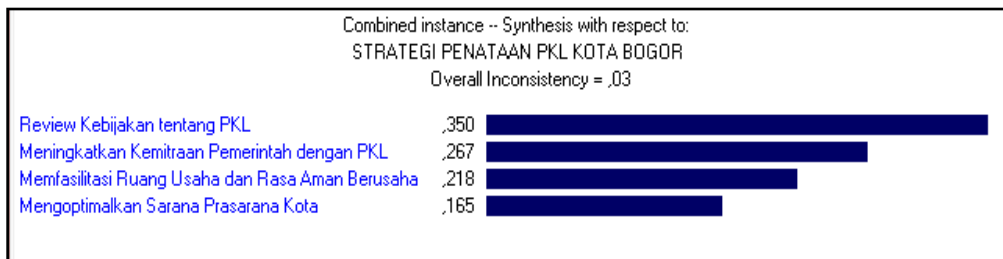 Combined instance -- Synthesis with respect to:
STRATEGI PENATAAN PKL KOTA BOGOR
Overall Inconsistency = ,03
Review Kebijakan tentang PKL ,350
Meningkatkan Kemitraan Pemerintah dengan PKL ,267
Memfasilitasi Ruang Usaha dan Rasa Aman Berusaha ,218
Mengoptimalkan Sarana Prasarana Kota ,165